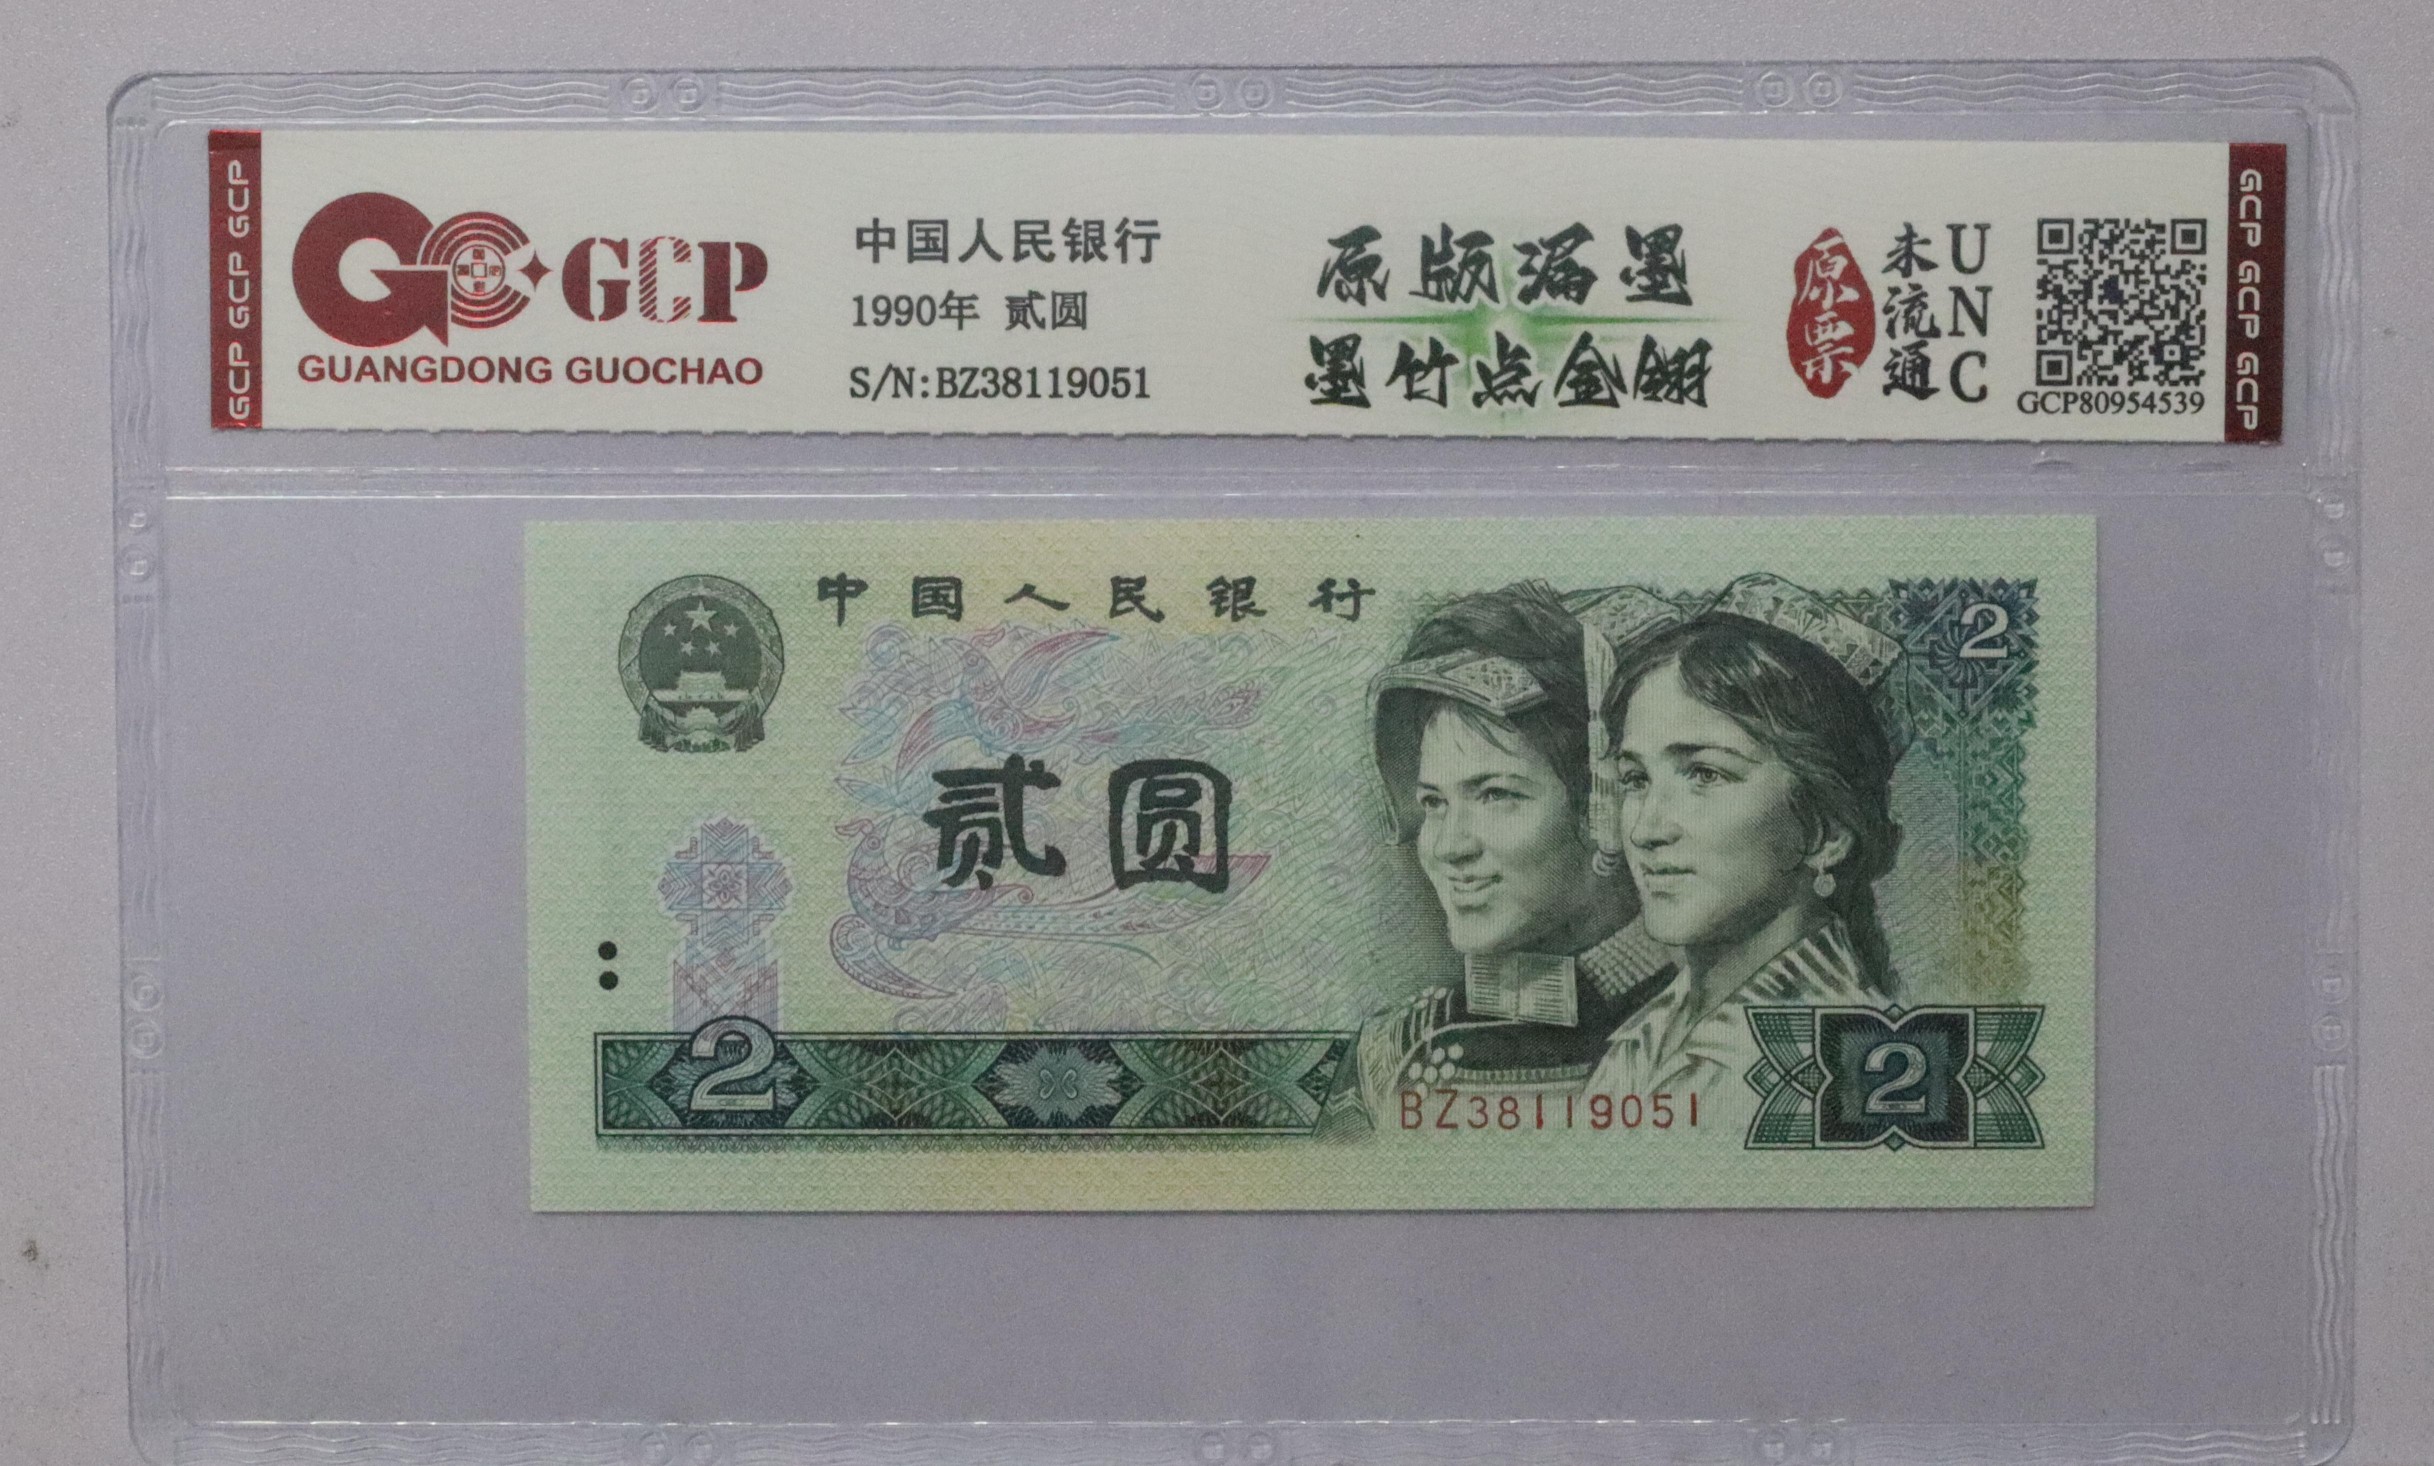 GCP GCP GCP
GCP
GUANGDONG GUOCHAO
中国人民银行
1990年 贰圆
S/N:BZ38119051
原版漏墨
墨竹点金翎
原票
未流通
UNC
GCP80954539
GCP GCP GCP
中国人民银行
2
贰圆
2
BZ38119051
2